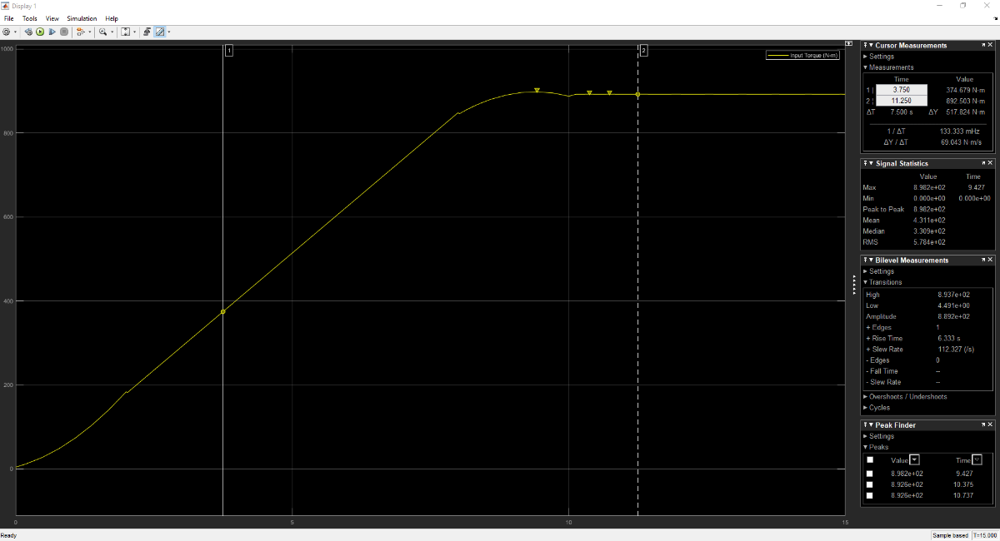 Display 1
File Tools View Simulation Help
1000
800
600
400
200
0
0 5 10 15
1
2
Input Torque (N-m)
Cursor Measurements
Settings
Measurements
Time Value
1 | 3.750 374.679 N·m
2 ¦ 11.250 892.503 N·m
ΔT 7.500 s ΔY 517.824 N·m
1 / ΔT 133.333 mHz
ΔY / ΔT 69.043 N m/s
Signal Statistics
Value Time
Max 8.982e+02 9.427
Min 0.000e+00 0.000e+00
Peak to Peak 8.982e+02
Mean 4.311e+02
Median 3.309e+02
RMS 5.784e+02
Bilevel Measurements
Settings
Transitions
High 8.937e+02
Low 4.491e+00
Amplitude 8.892e+02
+ Edges 1
+ Rise Time 6.333 s
+ Slew Rate 112.327 (/s)
- Edges 0
- Fall Time --
- Slew Rate --
Overshoots / Undershoots
Cycles
Peak Finder
Settings
Peaks
Value Time
8.982e+02 9.427
8.926e+02 10.375
8.926e+02 10.737
Ready
Sample based T=15.000